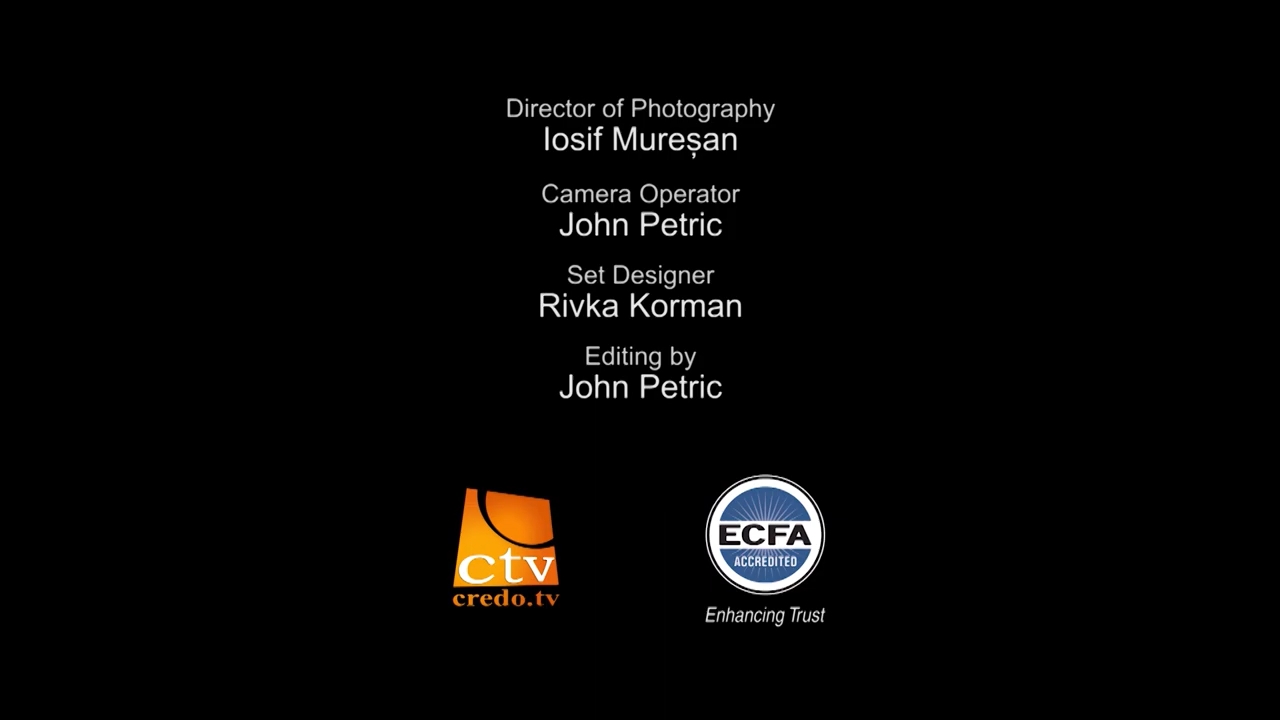 Director of Photography
Iosif Mureșan
Camera Operator
John Petric
Set Designer
Rivka Korman
Editing by
John Petric
ctv
credo.tv
ECFA
ACCREDITED
Enhancing Trust